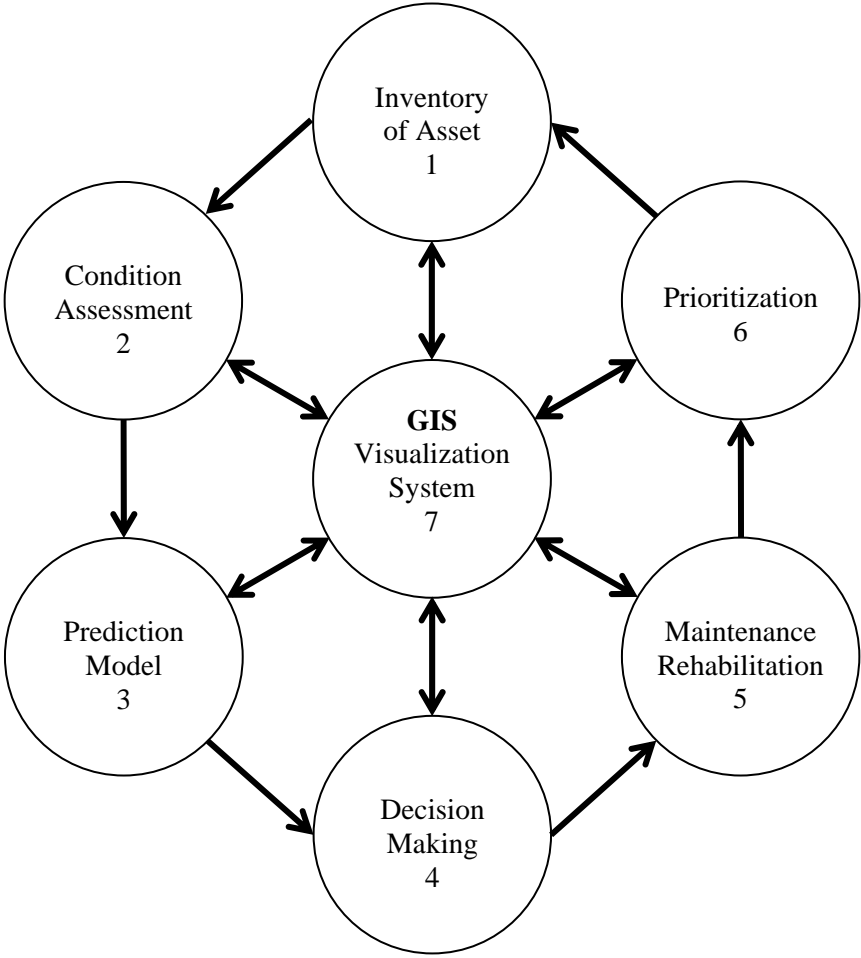 Inventory
of Asset
1
Condition
Assessment
2
Prioritization
6
GIS
Visualization
System
7
Prediction
Model
3
Maintenance
Rehabilitation
5
Decision
Making
4